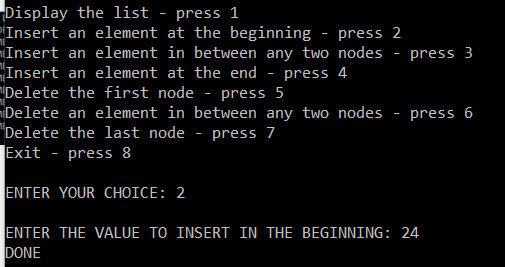 Display the list - press 1
Insert an element at the beginning - press 2
Insert an element in between any two nodes - press 3
Insert an element at the end - press 4
Delete the first node - press 5
Delete an element in between any two nodes - press 6
Delete the last node - press 7
Exit - press 8
ENTER YOUR CHOICE: 2
ENTER THE VALUE TO INSERT IN THE BEGINNING: 24
DONE